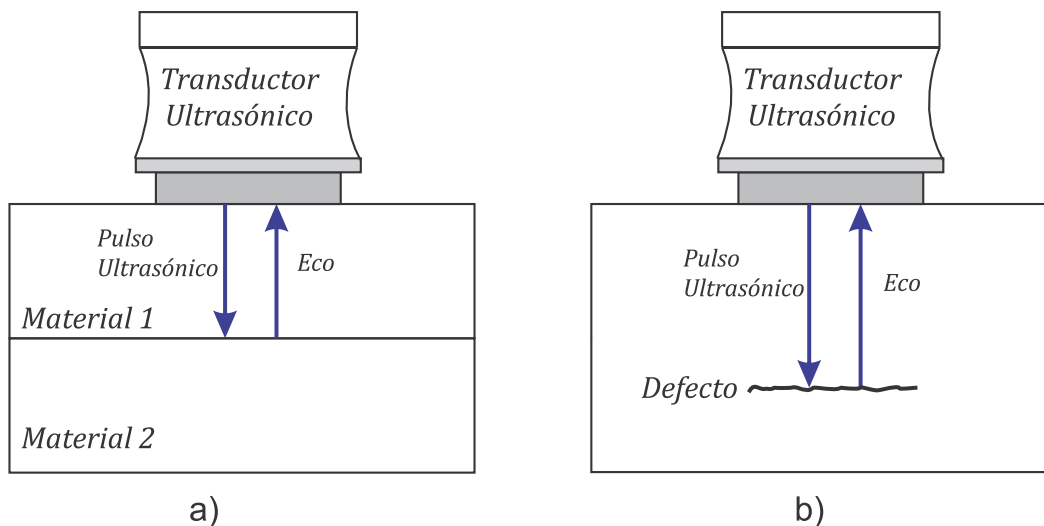 Transductor
Ultrasónico
Pulso
Ultrasónico
Eco
Material 1
Material 2
a)
Transductor
Ultrasónico
Pulso
Ultrasónico
Eco
Defecto
b)